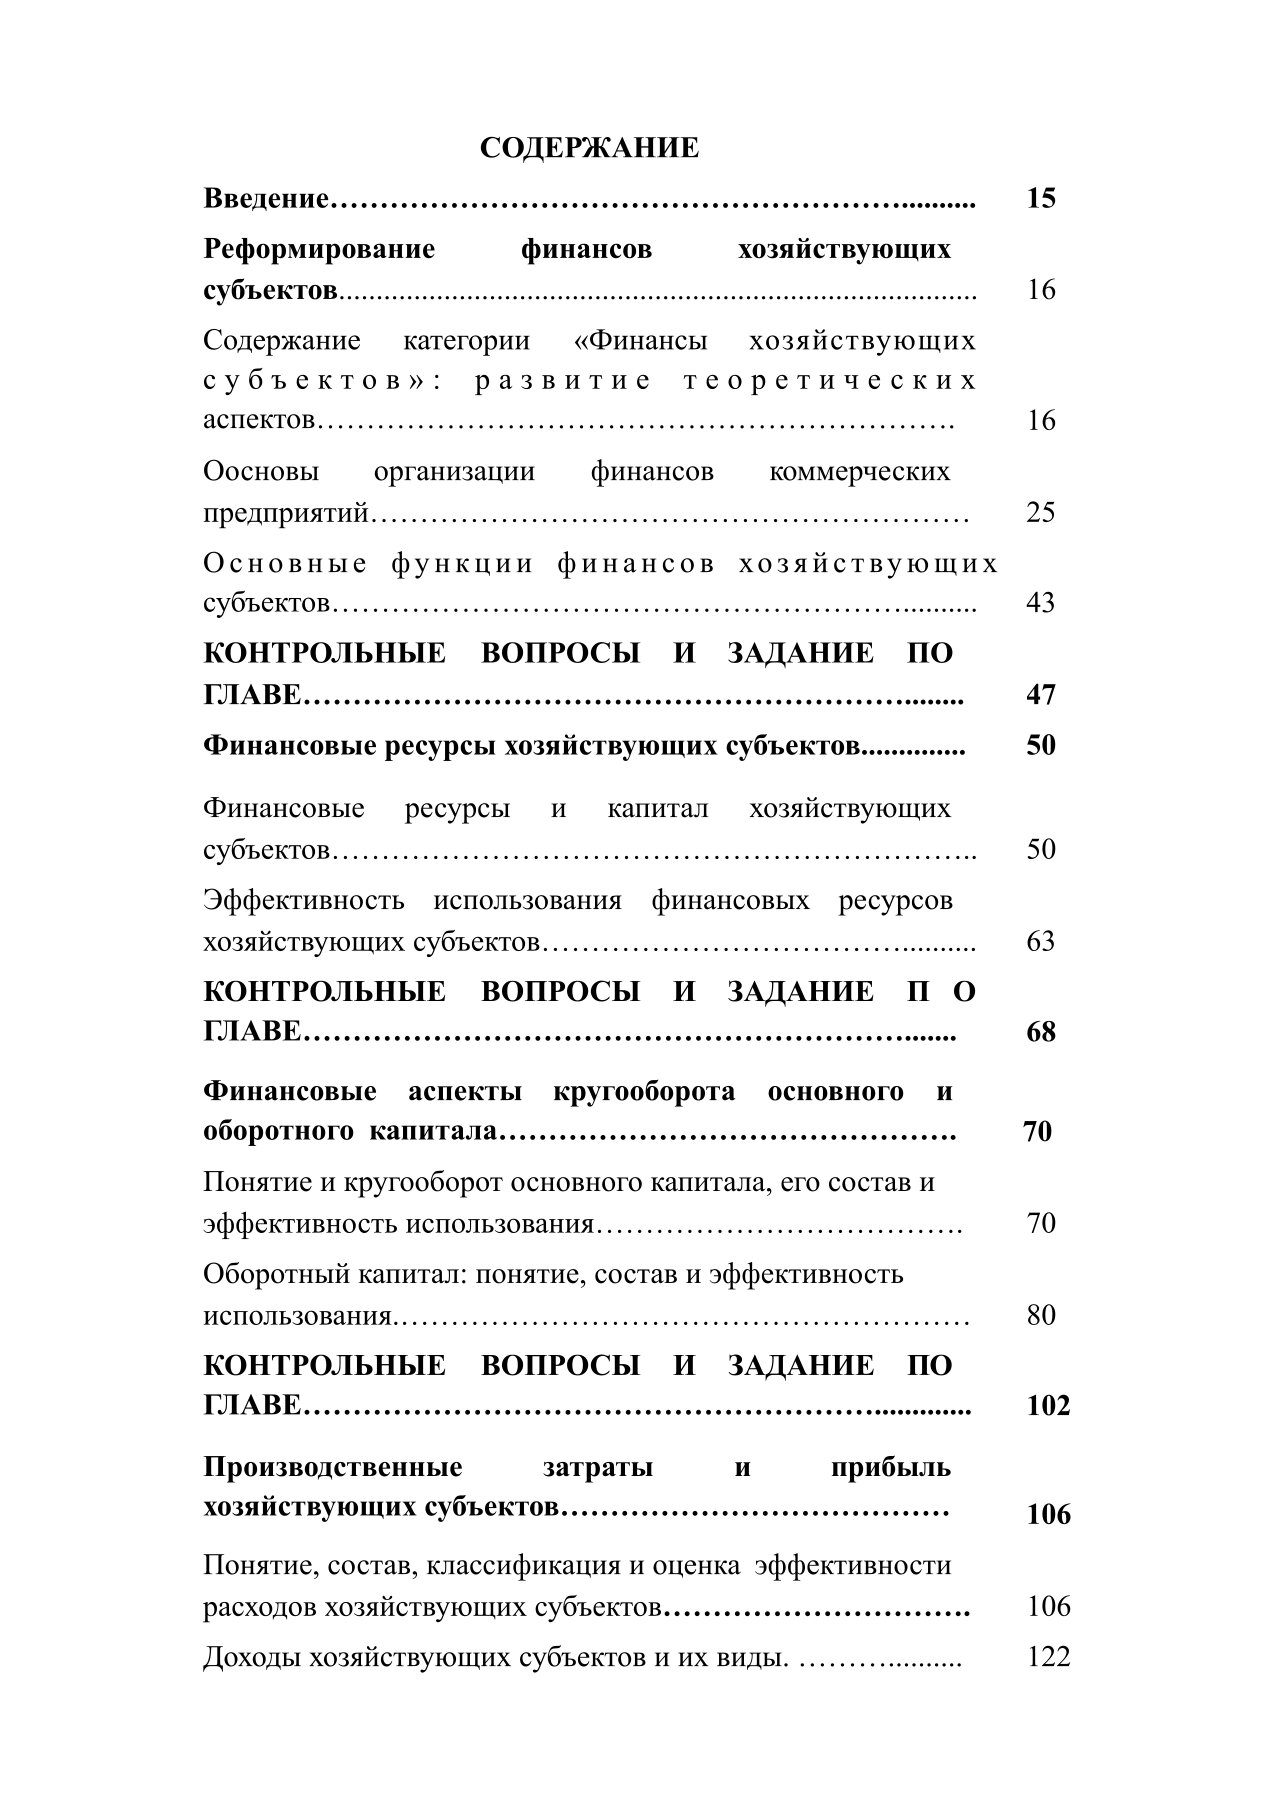 СОДЕРЖАНИЕ
Введение…………………………………………………….......... 15
Реформирование финансов хозяйствующих
субъектов..................................................................................... 16
Содержание категории «Финансы хозяйствующих
субъектов»: развитие теоретических
аспектов………………………………………………………. 16
Оосновы организации финансов коммерческих
предприятий…………………………………………………… 25
Основные функции финансов хозяйствующих
субъектов…………………………………………………......... 43
КОНТРОЛЬНЫЕ ВОПРОСЫ И ЗАДАНИЕ ПО
ГЛАВЕ……………………………………………………........ 47
Финансовые ресурсы хозяйствующих субъектов.............. 50
Финансовые ресурсы и капитал хозяйствующих
субъектов……………………………………………………….. 50
Эффективность использования финансовых ресурсов
хозяйствующих субъектов………………………………......... 63
КОНТРОЛЬНЫЕ ВОПРОСЫ И ЗАДАНИЕ П О
ГЛАВЕ……………………………………………………....... 68
Финансовые аспекты кругооборота основного и
оборотного капитала………………………………………. 70
Понятие и кругооборот основного капитала, его состав и
эффективность использования………………………………. 70
Оборотный капитал: понятие, состав и эффективность
использования.………………………………………………… 80
КОНТРОЛЬНЫЕ ВОПРОСЫ И ЗАДАНИЕ ПО
ГЛАВЕ…………………………………………………............. 102
Производственные затраты и прибыль
хозяйствующих субъектов………………………………… 106
Понятие, состав, классификация и оценка эффективности
расходов хозяйствующих субъектов…………………………. 106
Доходы хозяйствующих субъектов и их виды. ………......... 122